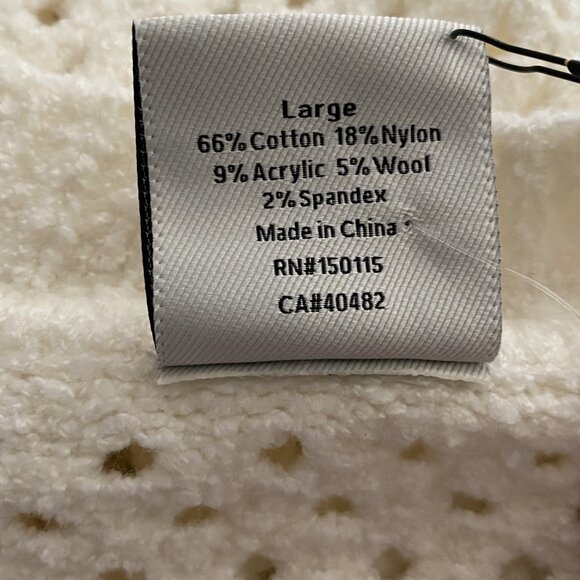 Large
66% Cotton 18% Nylon
9% Acrylic 5% Wool
2% Spandex
Made in China
RN#150115
CA#40482